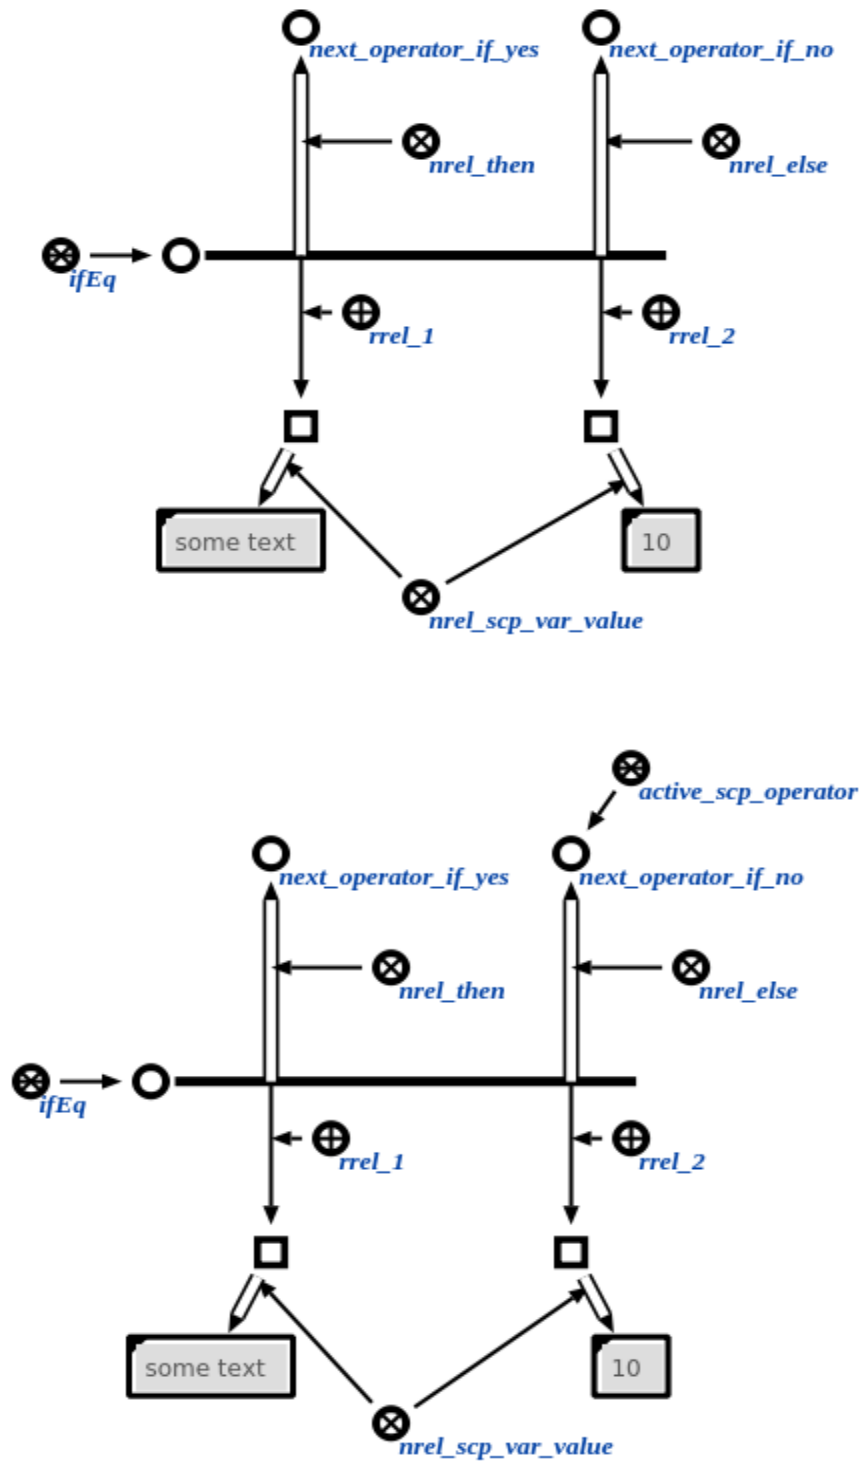 next_operator_if_yes
next_operator_if_no
nrel_then
nrel_else
ifEq
rrel_1
rrel_2
some text
10
nrel_scp_var_value
active_scp_operator
next_operator_if_yes
next_operator_if_no
nrel_then
nrel_else
ifEq
rrel_1
rrel_2
some text
10
nrel_scp_var_value